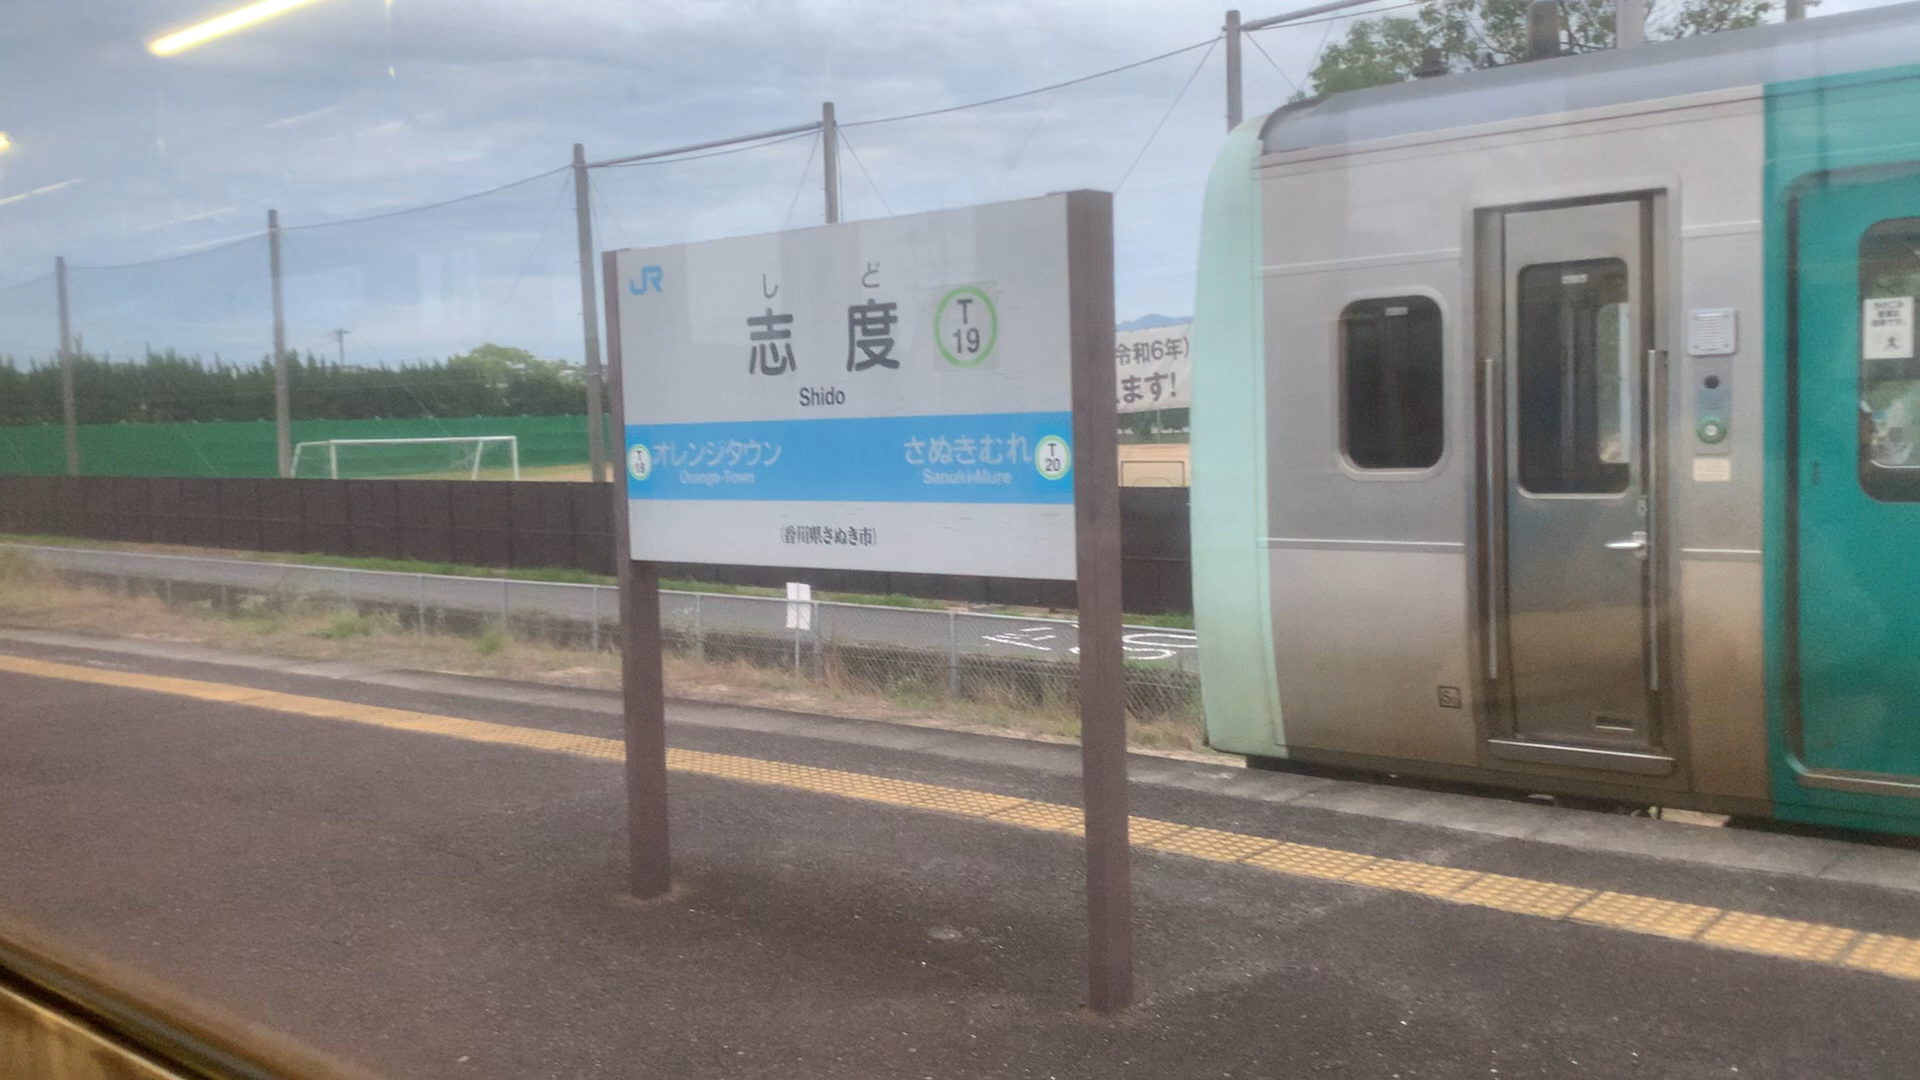 JR
し ど
志 度
T
19
Shido
T
18
オレンジタウン
Orange-Town
さぬきむれ
Sanuki-Mure
T
20
(香川県さぬき市)
令和6年)
ます!